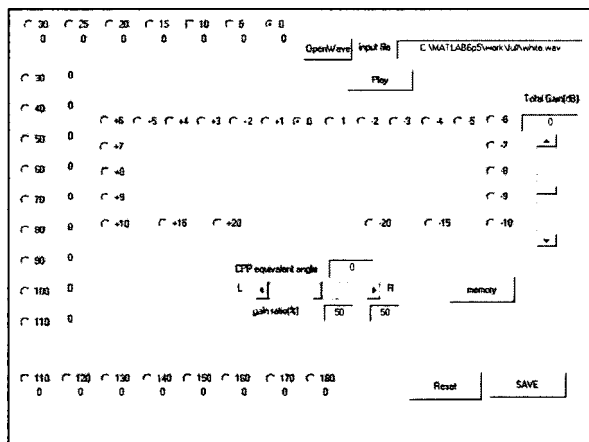 30 25 20 15 10 5 0
0 0 0 0 0 0 0
OpenWave input file C:\MATLAB6p5\work\lu2\white.wav
Play
30 0
40 0
50 0
60 0
70 0
80 0
90 0
100 0
110 0
Total Gain[dB]
0
+6 -5 +4 +3 -2 +1 0 1 -2 -3 -4 -5 -6
+7 -7
+8 -8
+9 -9
+10 +15 +20 -20 -15 -10
CPP equivalent angle 0
L R
gain ratio[%] 50 50
memory
110 120 130 140 150 160 170 180
0 0 0 0 0 0 0 0
Reset SAVE